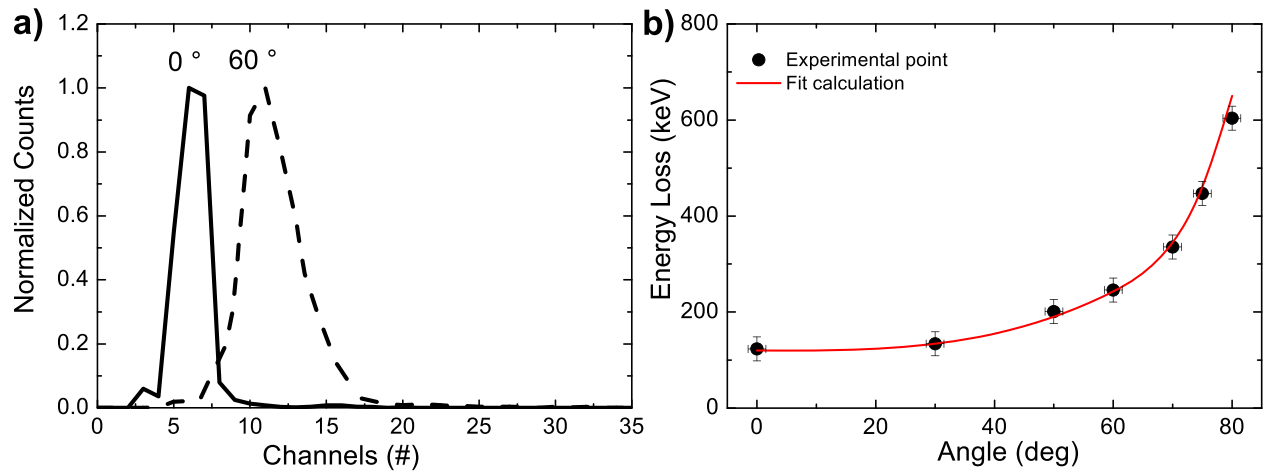 a)
0 °
60 °
Normalized Counts
1.2
1.0
0.8
0.6
0.4
0.2
0.0
0 5 10 15 20 25 30 35
Channels (#)
b)
Experimental point
Fit calculation
Energy Loss (keV)
800
600
400
200
0
0 20 40 60 80
Angle (deg)